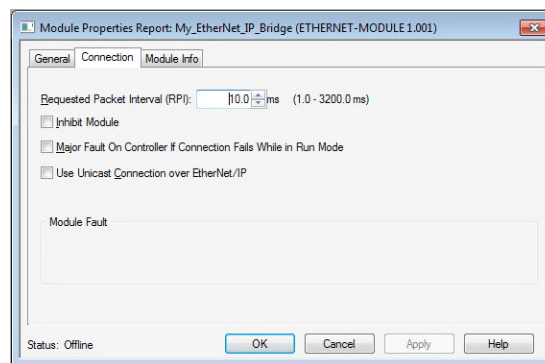 Module Properties Report: My_EtherNet_IP_Bridge (ETHERNET-MODULE 1.001)
General Connection Module Info
Requested Packet Interval (RPI): 10.0 ms (1.0 - 3200.0 ms)
Inhibit Module
Major Fault On Controller If Connection Fails While in Run Mode
Use Unicast Connection over EtherNet/IP
Module Fault
Status: Offline OK Cancel Apply Help